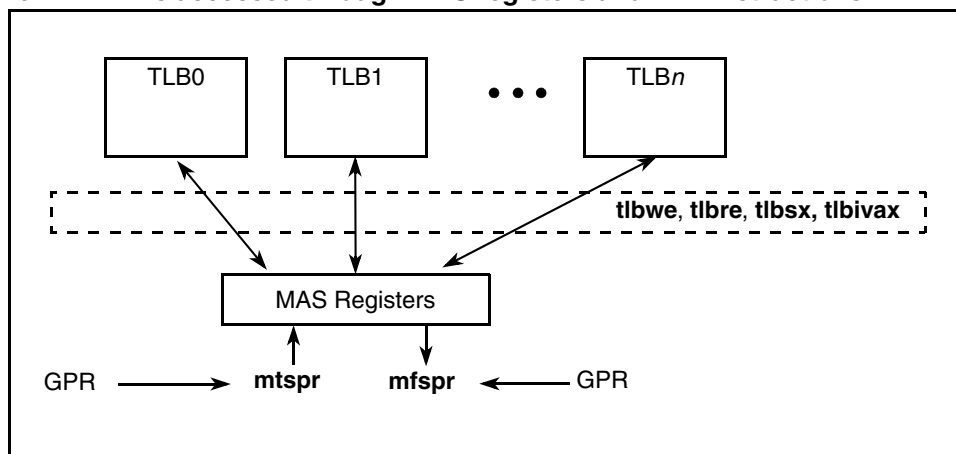 TLB0 TLB1 • • • TLBn
tlbwe, tlbre, tlbsx, tlbivax
MAS Registers
GPR mtspr mfspr GPR